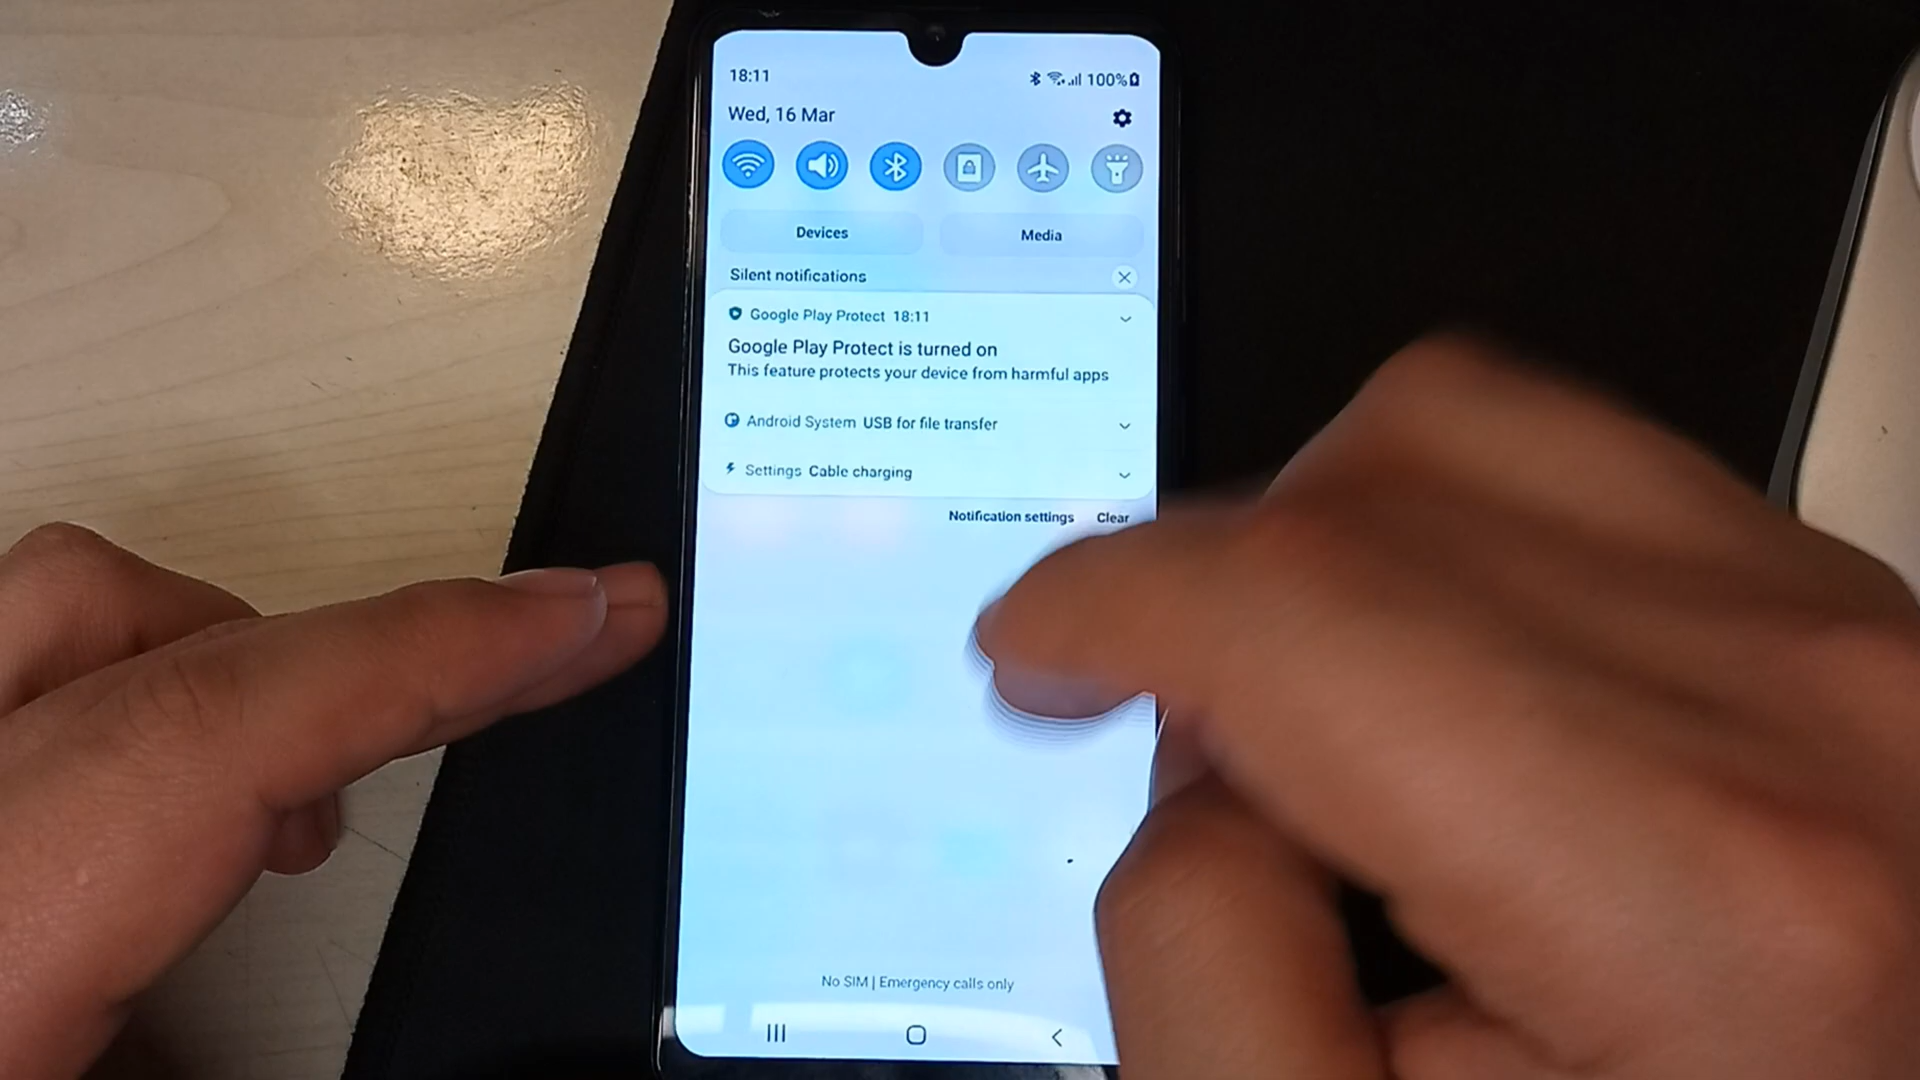 18:11
100%
Wed, 16 Mar
Devices
Media
Silent notifications
Google Play Protect 18:11
Google Play Protect is turned on
This feature protects your device from harmful apps
Android System USB for file transfer
Settings Cable charging
Notification settings
Clear
No SIM | Emergency calls only